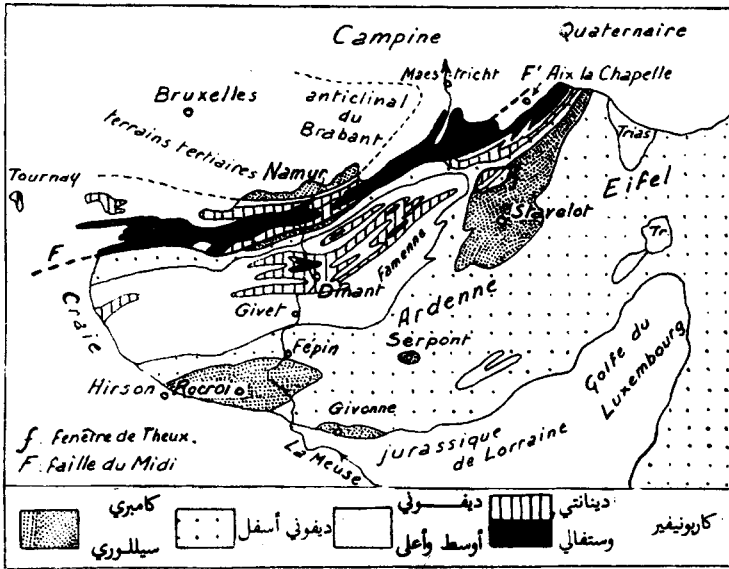 Campine
Quaternaire
Maestricht
F' Aix la Chapelle
Bruxelles
anticlinal
du
Brabant
terrains tertiaires
Namur
Trias
Tournay
Eifel
Stavelot
Tr.
F
Famenne
Dinant
Craie
Givet
Ardenne
Fépin
Serpont
Golfe du
Luxembourg
Hirson
Rocroi
Givonne
jurassique
de Lorraine
La Meuse
f. Fenêtre de Theux.
F. faille du Midi
كامبري
سيللوري
ديفوني أسفل
ديفوني
أوسط وأعلى
دينانتي
وستفالي
كاربونيفير